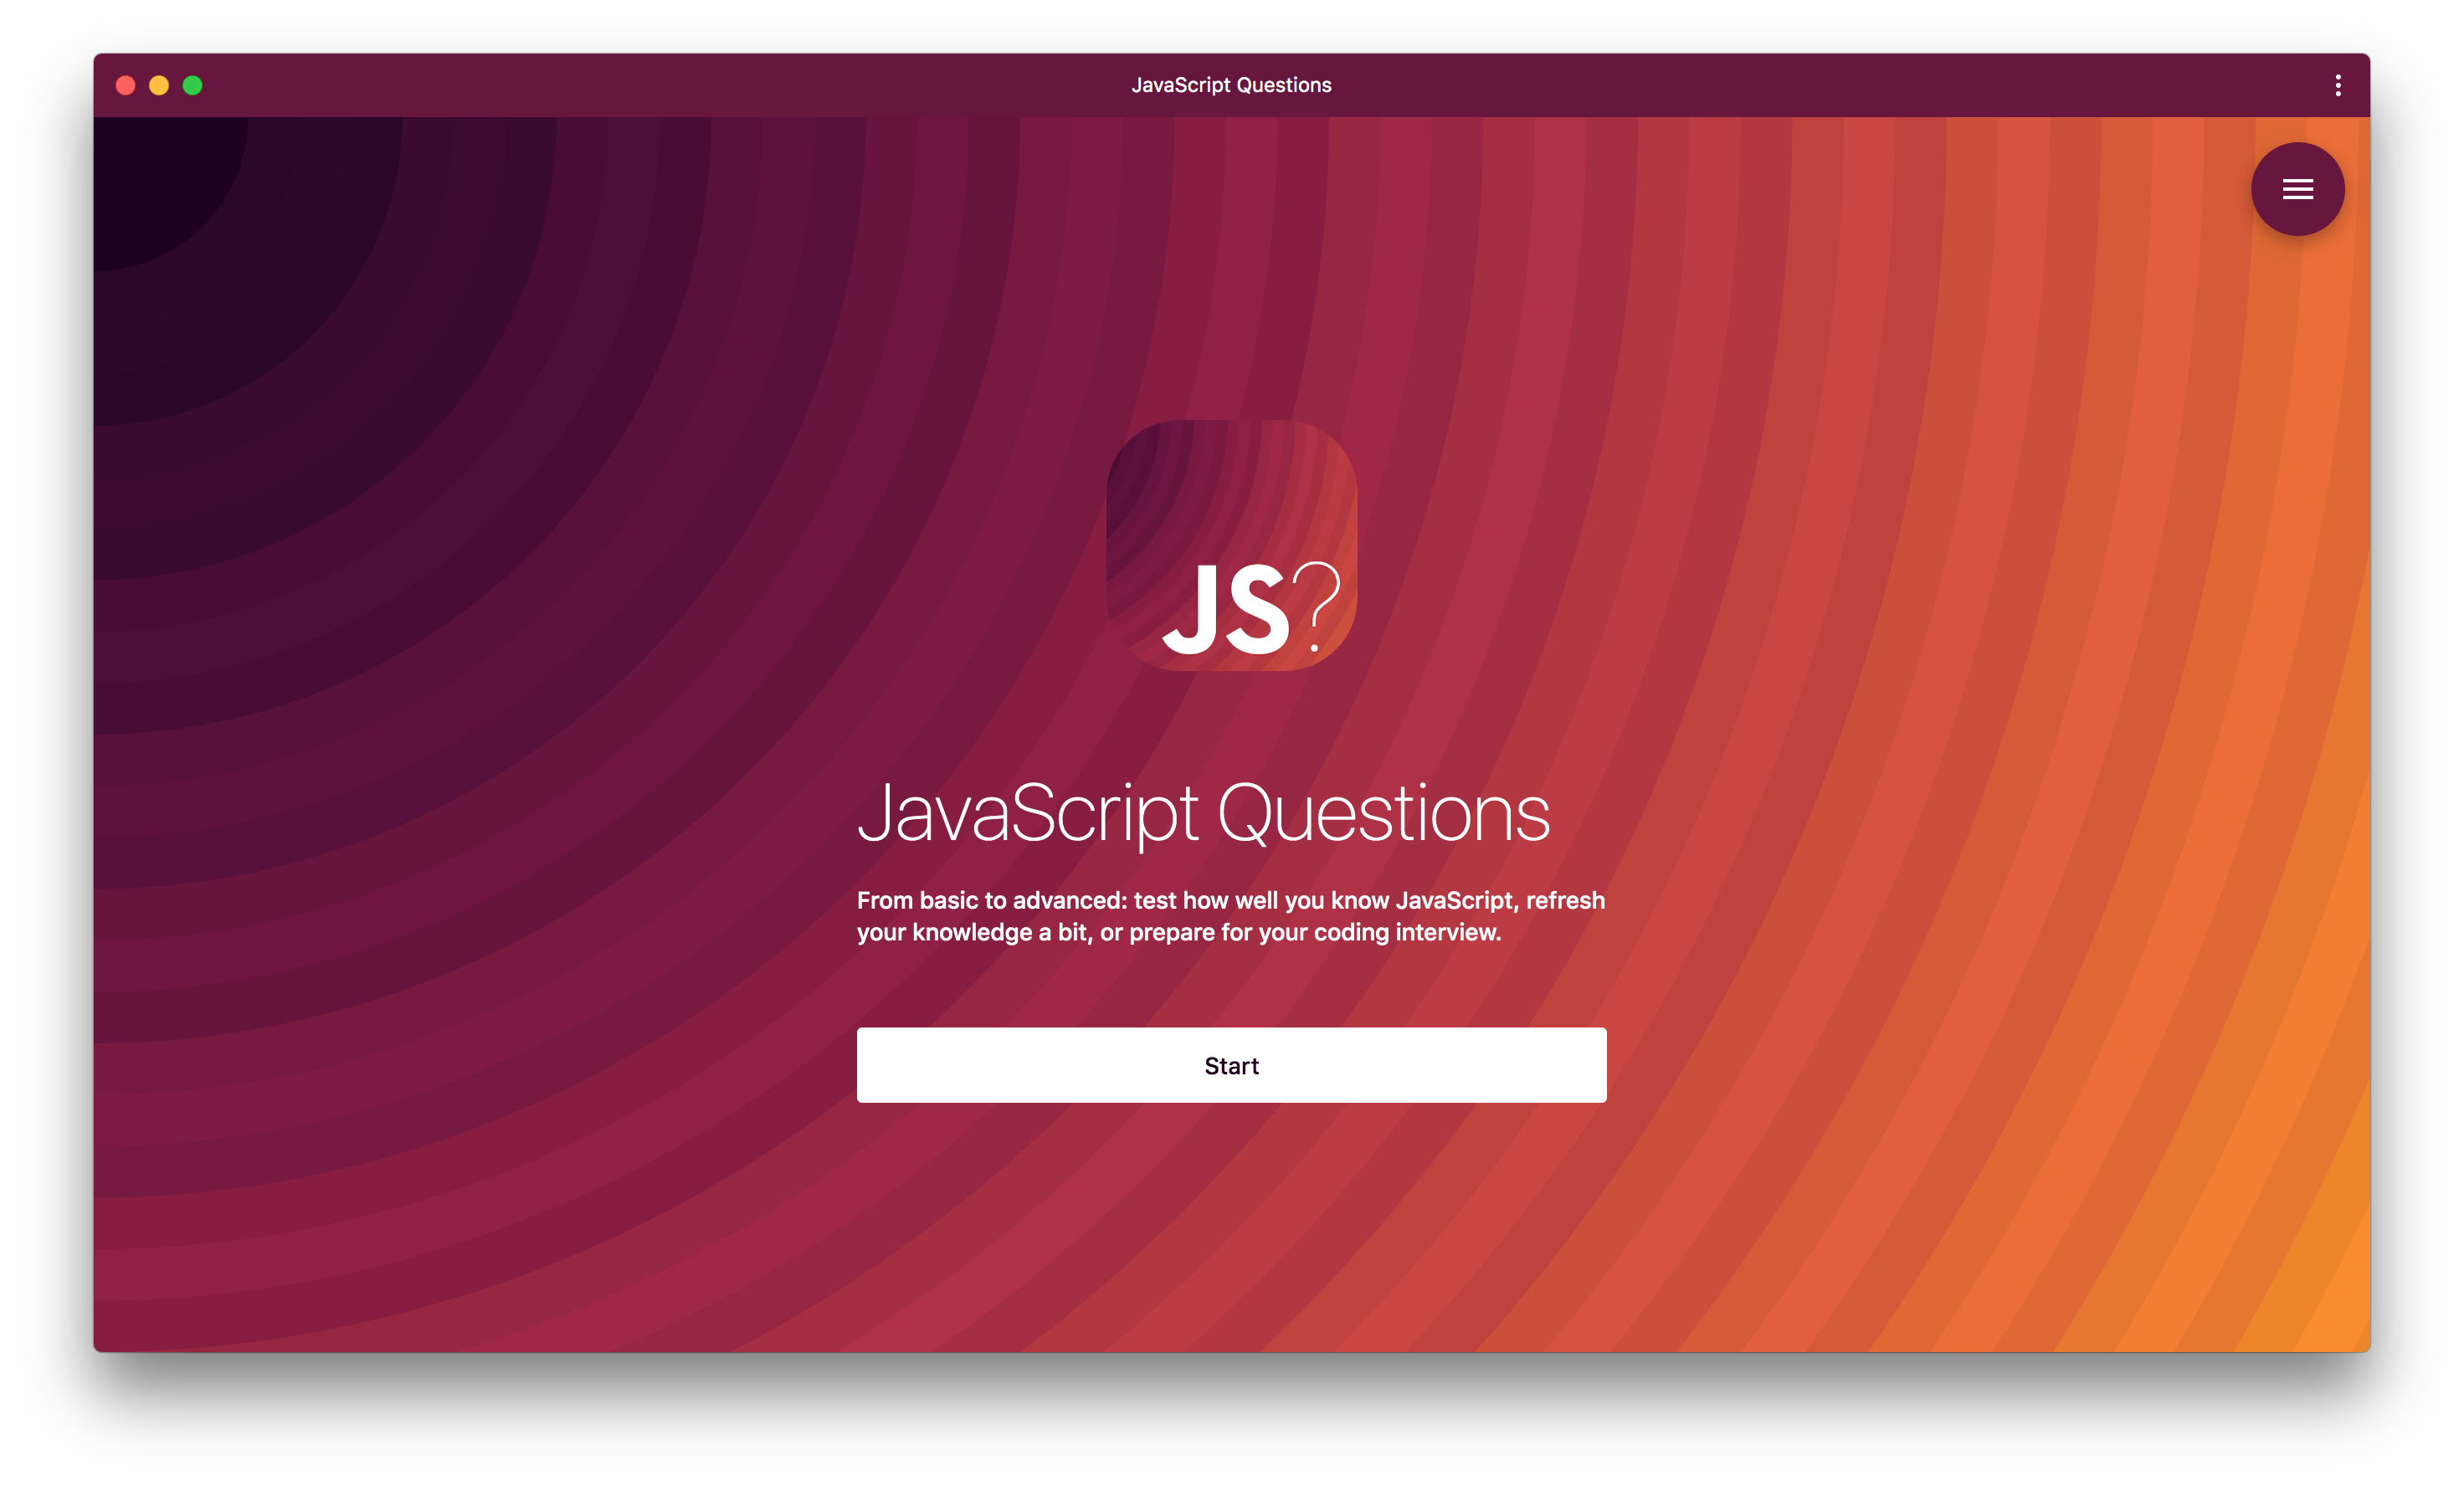 JavaScript Questions
JS?
JavaScript Questions
From basic to advanced: test how well you know JavaScript, refresh
your knowledge a bit, or prepare for your coding interview.
Start